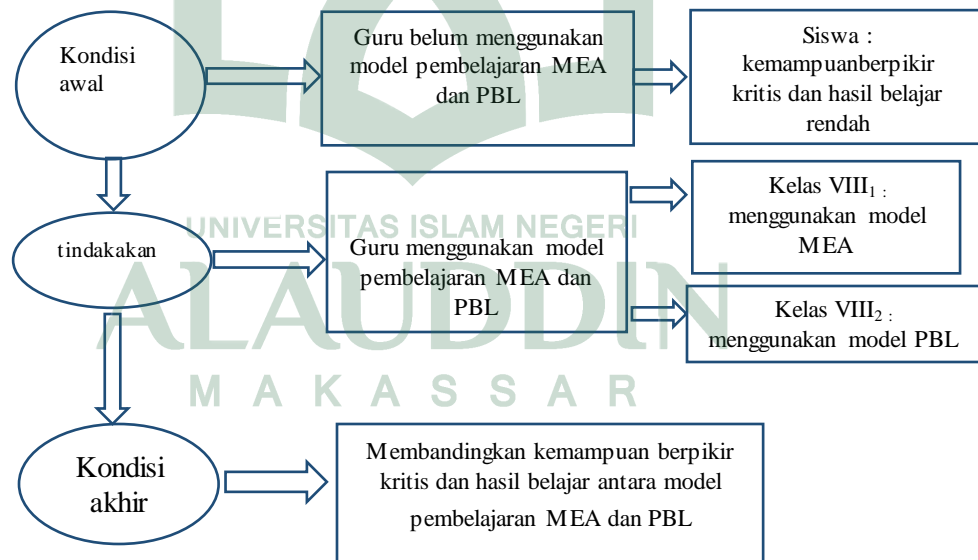 Kondisi
awal
Guru belum menggunakan
model pembelajaran MEA
dan PBL
Siswa :
kemampuanberpikir
kritis dan hasil belajar
rendah
tindakakan
Guru menggunakan model
pembelajaran MEA dan
PBL
Kelas VIII₁ :
menggunakan model
MEA
Kelas VIII₂ :
menggunakan model PBL
UNIVERSITAS ISLAM NEGERI
ALAUDDIN
MAKASSAR
Kondisi
akhir
Membandingkan kemampuan berpikir
kritis dan hasil belajar antara model
pembelajaran MEA dan PBL